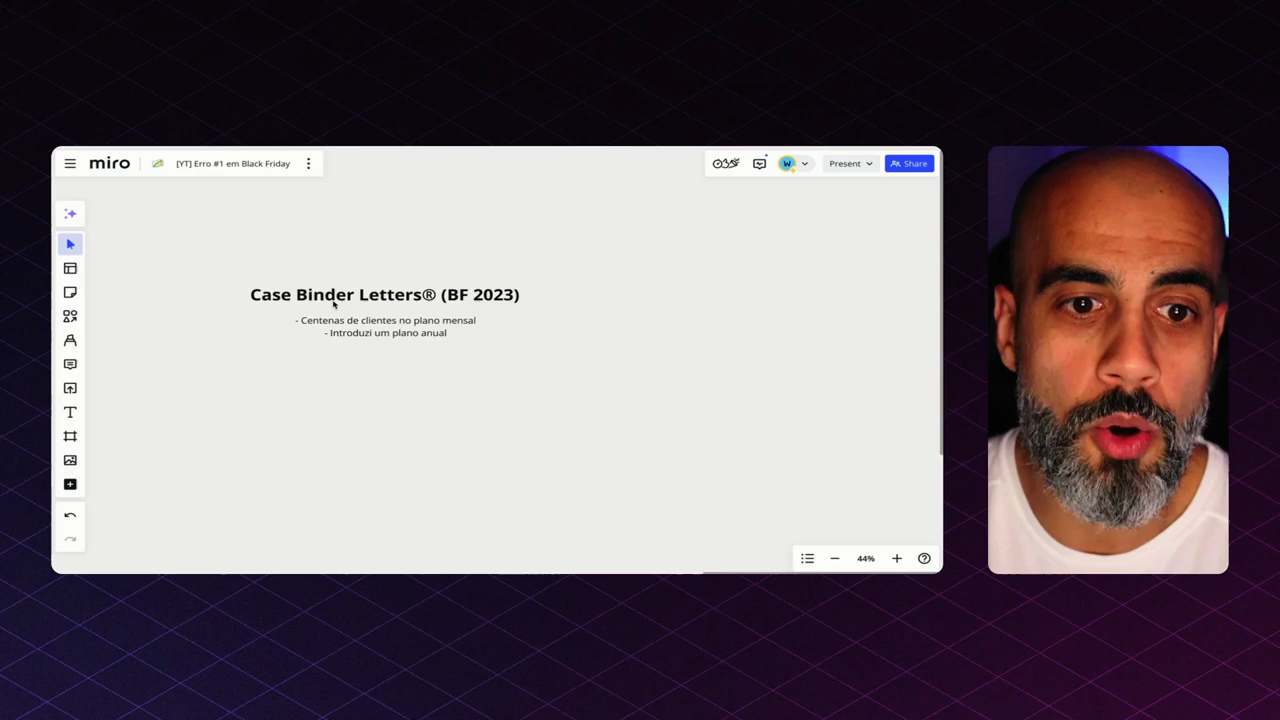 miro
[YT] Erro #1 em Black Friday
W
Present
Share
Case Binder Letters® (BF 2023)
- Centenas de clientes no plano mensal
- Introduzi um plano anual
44%